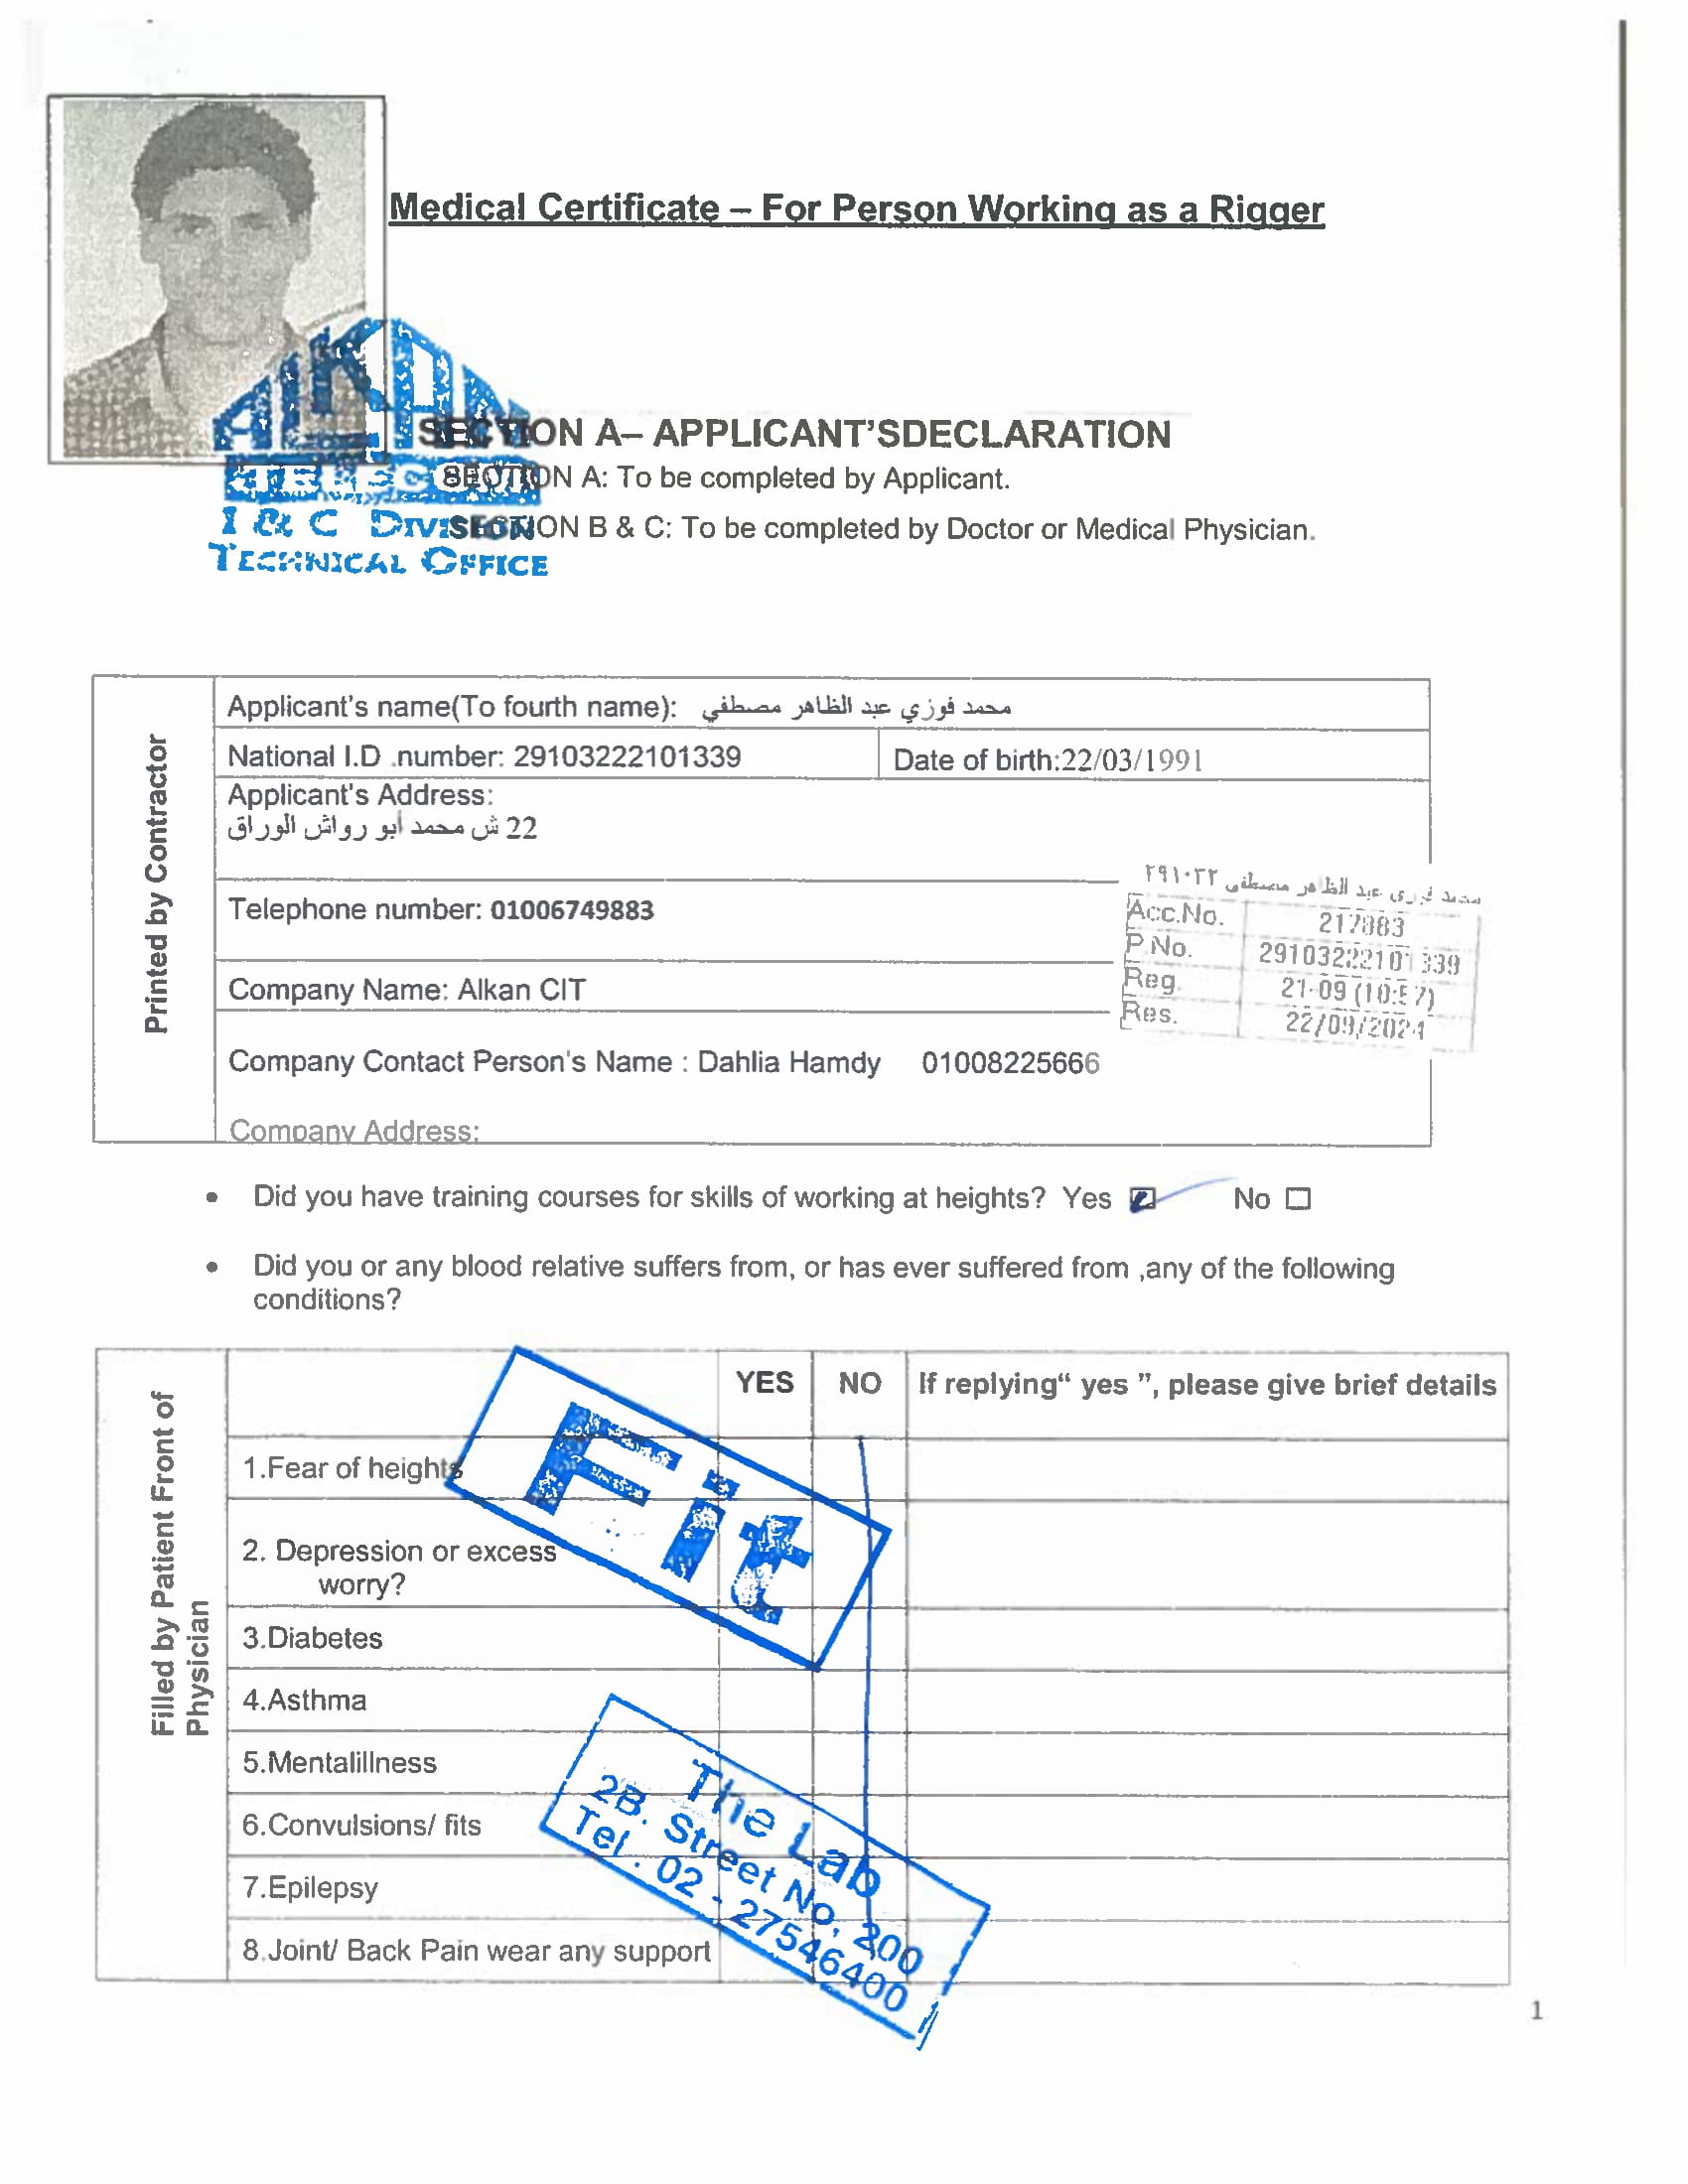 Medical Certificate – For Person Working as a Rigger
ALKAN
I & C DIVISION
TECHNICAL OFFICE
SECTION A– APPLICANT'SDECLARATION
SECTION A: To be completed by Applicant.
SECTION B & C: To be completed by Doctor or Medical Physician.
Printed by Contractor
Applicant's name(To fourth name): محمد فوزي عبد الظاهر مصطفي
National I.D .number: 29103222101339 Date of birth:22/03/1991
Applicant's Address:
22 ش محمد أبو رواش الوراق
Telephone number: 01006749883
Company Name: Alkan CIT
Company Contact Person's Name : Dahlia Hamdy 01008225666
Company Address:
محمد فوزى عبد الظاهر مصطفى ٢٩١٠٣٢
Acc.No. 217883
P.No. 29103222101339
Reg. 21-09 (10:57)
Res. 22/09/2024
• Did you have training courses for skills of working at heights? Yes ☑ No ☐
• Did you or any blood relative suffers from, or has ever suffered from ,any of the following
conditions?
Filled by Patient Front of
Physician
YES NO If replying“ yes ”, please give brief details
1.Fear of heights
2. Depression or excess
worry?
3.Diabetes
4.Asthma
5.Mentalillness
6.Convulsions/ fits
7.Epilepsy
8.Joint/ Back Pain wear any support
Fit
The Lab
2B. Street No, 200
Tel . 02 - 27546400
1